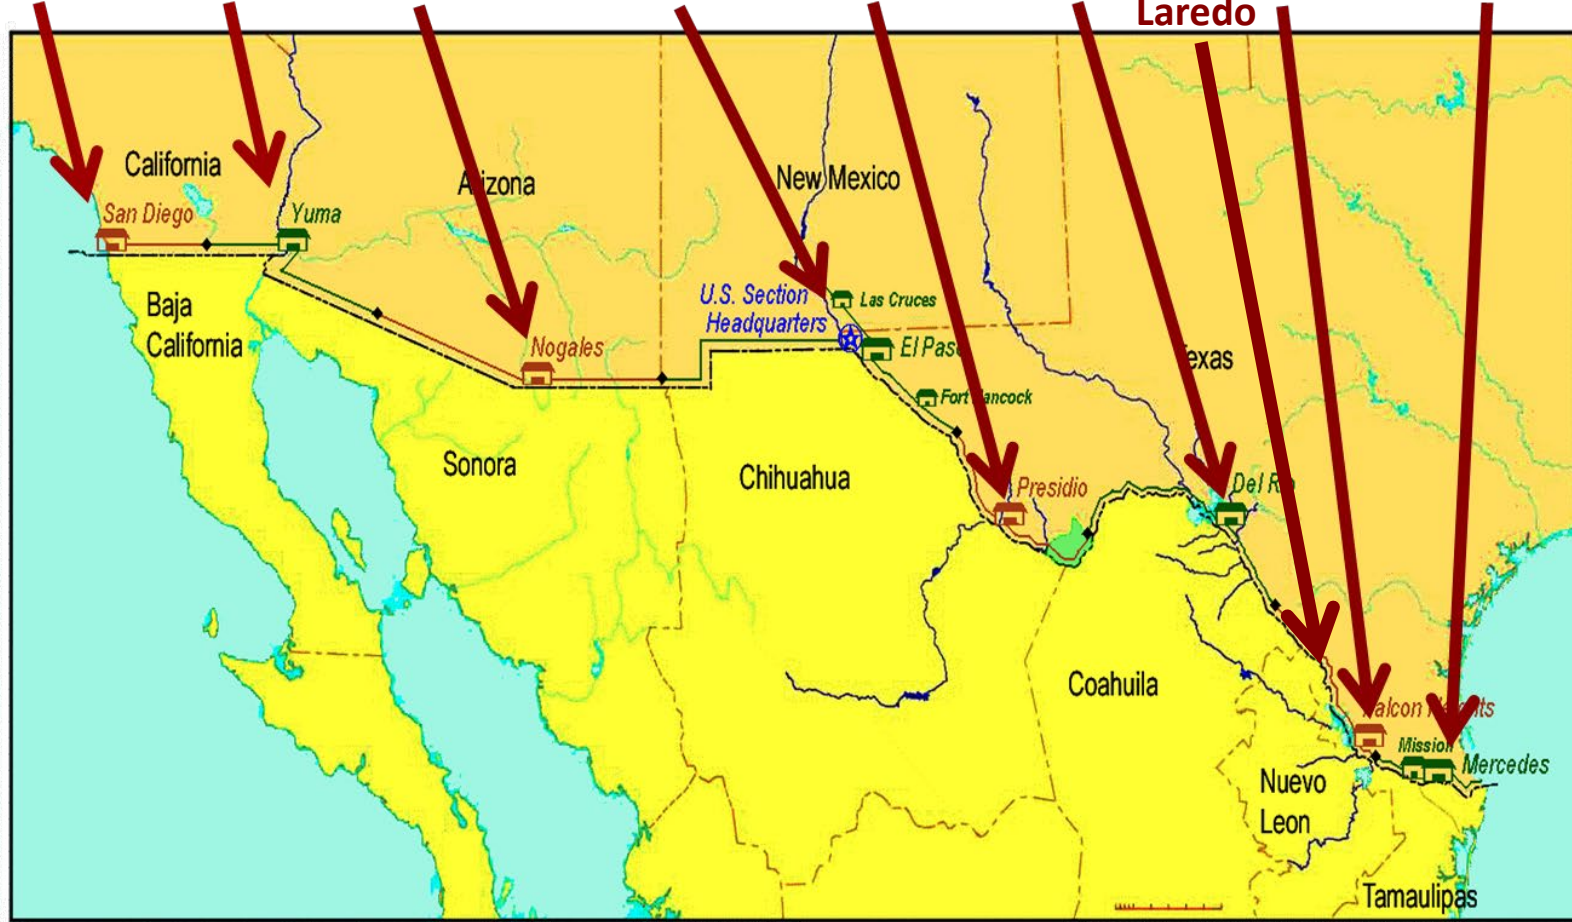 Laredo
California
Arizona
New Mexico
San Diego
Yuma
Baja
California
U.S. Section
Headquarters
Las Cruces
Nogales
El Paso
Texas
Fort Hancock
Sonora
Chihuahua
Presidio
Del Rio
Coahuila
Falcon Heights
Mission
Mercedes
Nuevo
Leon
Tamaulipas